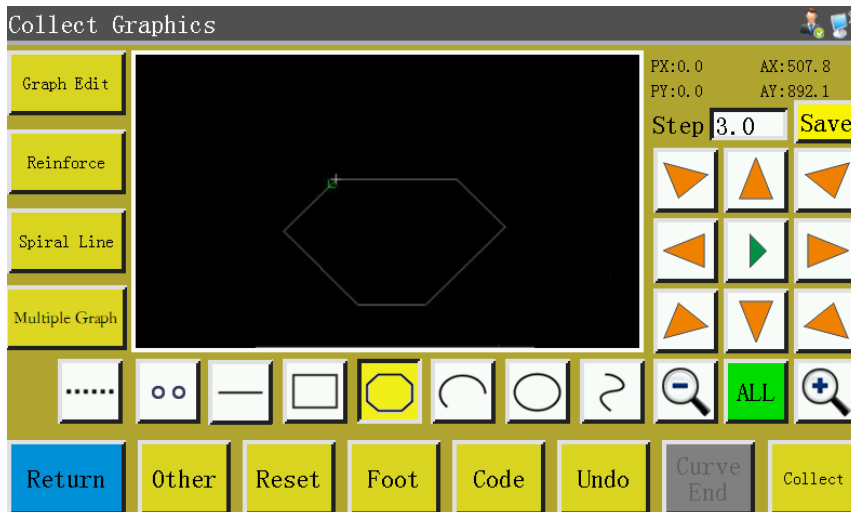 Collect Graphics
Graph Edit
PX:0.0 AX:507.8
PY:0.0 AY:892.1
Step 3.0 Save
Reinforce
Spiral Line
Multiple Graph
ALL
Return Other Reset Foot Code Undo Curve
End Collect